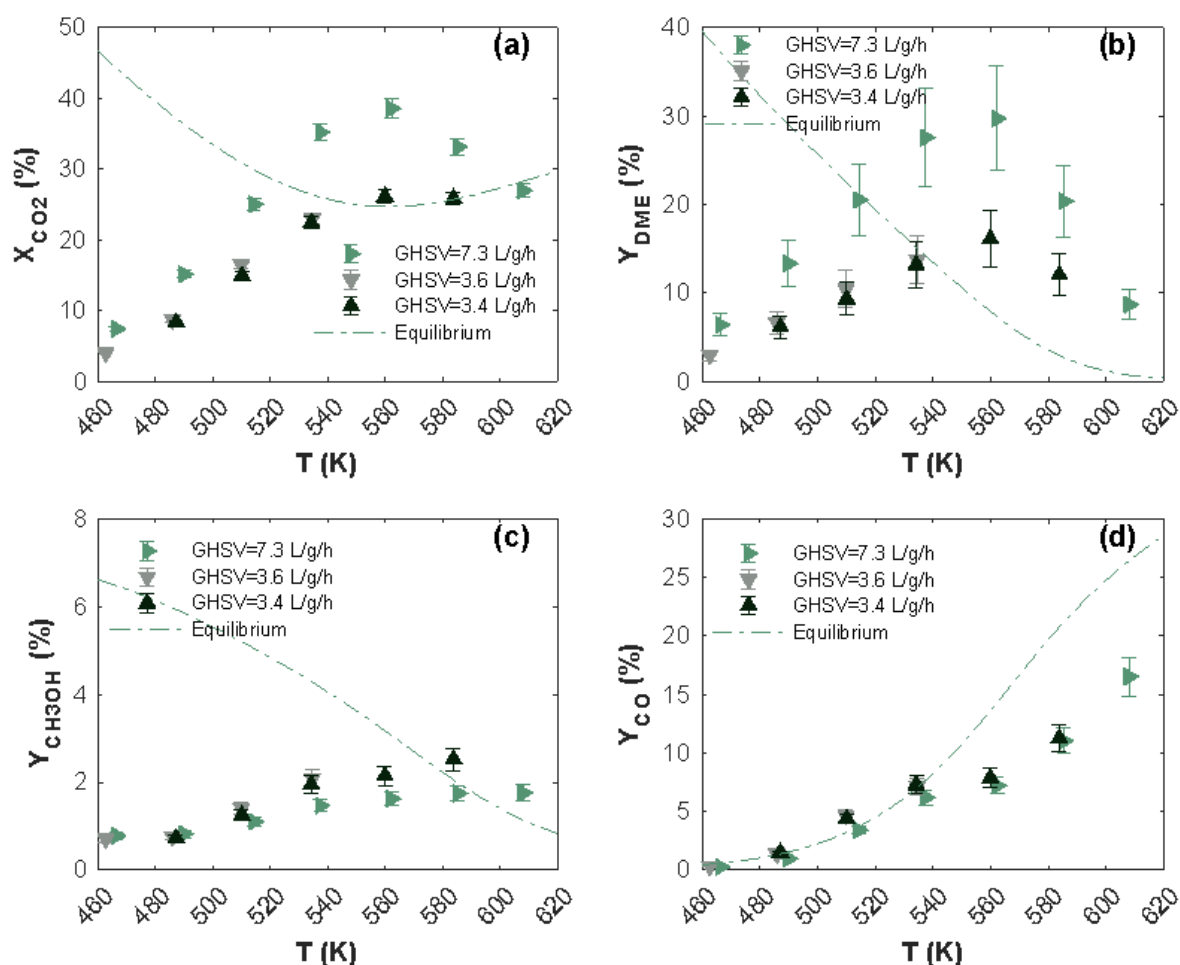 (a)
50
40
30
20
10
0
X_CO2 (%)
GHSV=7.3 L/g/h
GHSV=3.6 L/g/h
GHSV=3.4 L/g/h
Equilibrium
460 480 500 520 540 560 580 600 620
T (K)
(b)
40
30
20
10
0
Y_DME (%)
GHSV=7.3 L/g/h
GHSV=3.6 L/g/h
GHSV=3.4 L/g/h
Equilibrium
460 480 500 520 540 560 580 600 620
T (K)
(c)
8
6
4
2
0
Y_CH3OH (%)
GHSV=7.3 L/g/h
GHSV=3.6 L/g/h
GHSV=3.4 L/g/h
Equilibrium
460 480 500 520 540 560 580 600 620
T (K)
(d)
30
25
20
15
10
5
0
Y_CO (%)
GHSV=7.3 L/g/h
GHSV=3.6 L/g/h
GHSV=3.4 L/g/h
Equilibrium
460 480 500 520 540 560 580 600 620
T (K)